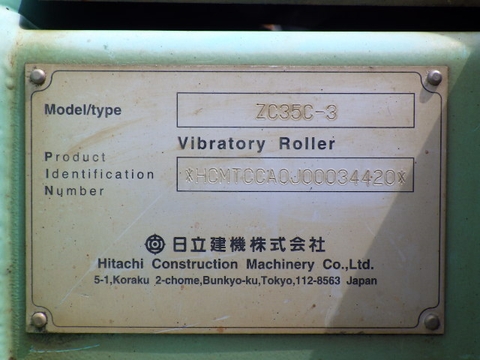 Model/type ZC35C-3
Vibratory Roller
Product
Identification *HCMTCCA0J00034420*
Number
日立建機株式会社
Hitachi Construction Machinery Co.,Ltd.
5-1,Koraku 2-chome,Bunkyo-ku,Tokyo,112-8563 Japan